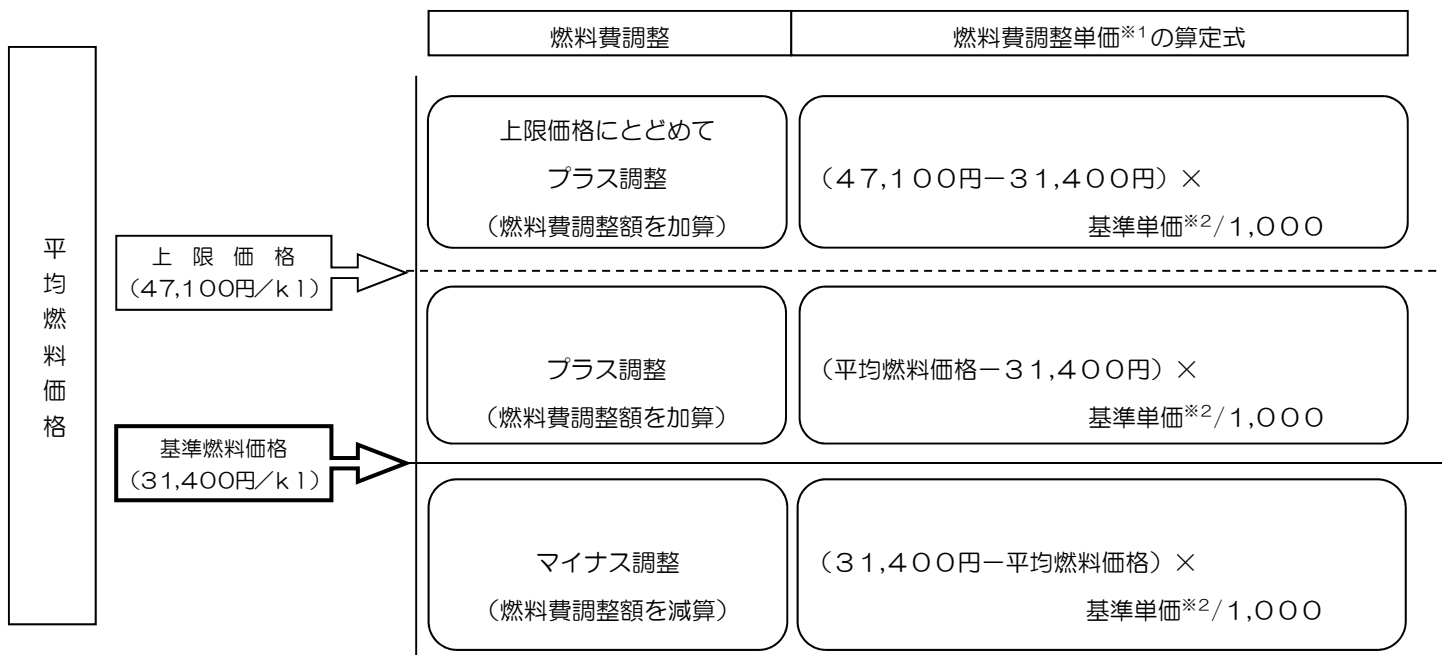 燃料費調整
燃料費調整単価※1の算定式
平均燃料価格
上限価格にとどめて
プラス調整
(燃料費調整額を加算)
(47,100円－31,400円)×
基準単価※2/1,000
上 限 価 格
(47,100円／kl)
プラス調整
(燃料費調整額を加算)
(平均燃料価格－31,400円)×
基準単価※2/1,000
基準燃料価格
(31,400円／kl)
マイナス調整
(燃料費調整額を減算)
(31,400円－平均燃料価格)×
基準単価※2/1,000